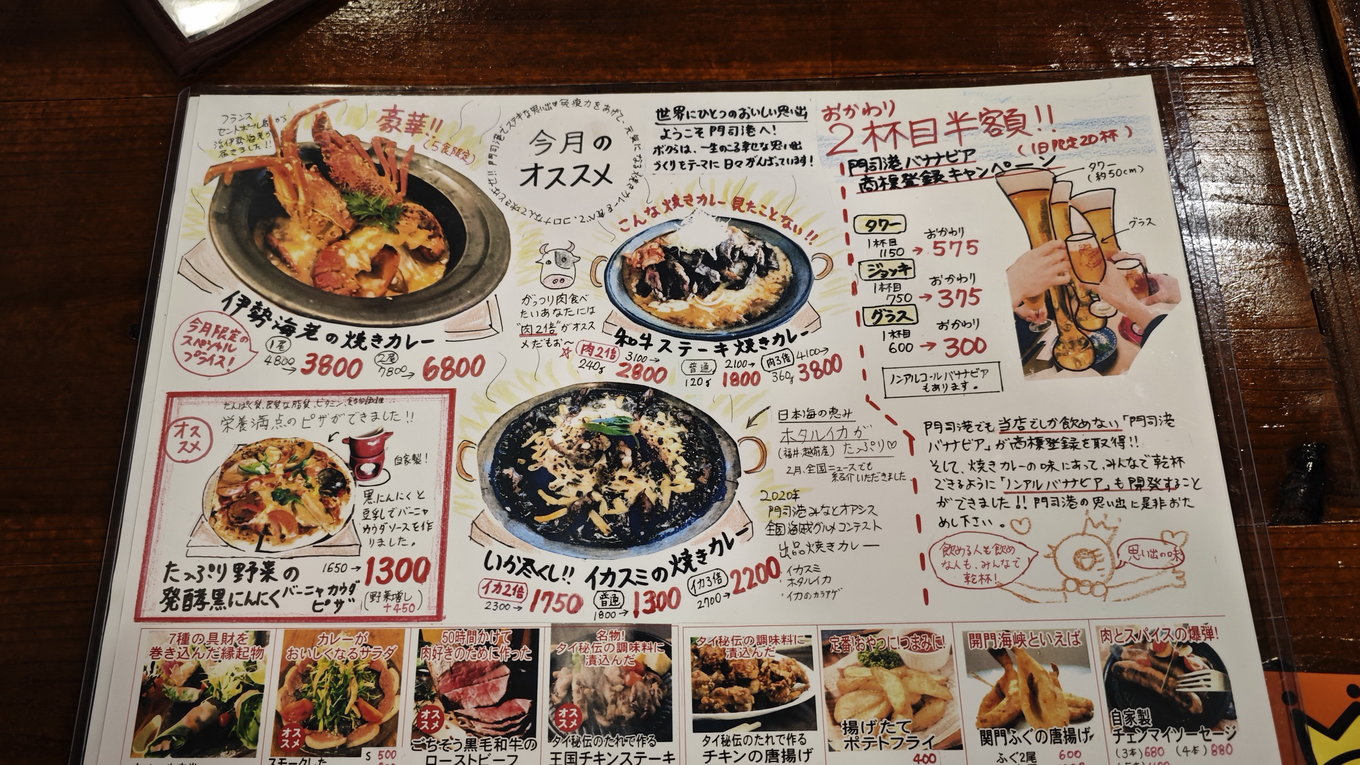 フランス
豪華!!
(5食限定)
今月の
オススメ
世界にひとつのおいしい思い出
ようこそ門司港へ!
ボクらは、一生のこる幸せな思い出
づくりをテーマに日々がんばっています!
おかわり
2杯目半額!!
(1日限定20杯)
門司港バナナビア
商標登録キャンペーン
タワー
(約50cm)
グラス
タワー
1杯目
1150→
おかわり
575
ジョッキ
1杯目
750→
おかわり
375
グラス
1杯目
600→
おかわり
300
ノンアルコールバナナビア
もあります。
伊勢海老の焼きカレー
今月限定の
スペシャル
プライス!
1尾
4800→3800
2尾
7800→6800
がっつり肉食べ
たいあなたには
"肉2倍"がオスス
メだもお~
こんな焼きカレー見たことない!!
和牛ステーキ焼きカレー
肉2倍
240g
3100→
2800
普通
120g
2100→
1800
肉3倍
360g
4100→
3800
オススメ
栄養満点のピザができました!!
自家製!
黒にんにくと
豆乳でバーニャ
カウダソースを作
りました。
たっぷり野菜の
発酵黒にんにくバーニャカウダ
ピザ
1650→1300
(野菜増し
+450)
日本海の恵み
ホタルイカが
(福井越前産)たっぷり♡
2月、全国ニュースでも
紹介いただきました
2020年
門司港みなとオアシス
全国海賊グルメコンテスト
出品焼きカレー
イカスミ
ホタルイカ
イカのカラアゲ
いか尽くし!!イカスミの焼きカレー
イカ2倍
2300→1750
普通
1800→1300
イカ3倍
2700→2200
門司港でも当店でしか飲めない「門司港
バナナビア」が商標登録を取得!!
そして、焼きカレーの味にあって、みんなで乾杯
できるように「ノンアルバナナビア」も開発すること
ができました!!門司港の思い出に是非おた
め し下さい。
飲める人も飲め
ない人も、みんなで
乾杯!
思い出の味
7種の具財を
巻き込んだ縁起物
カレーが
おいしくなるサラダ
オススメ
スモークした
S 500
50時間かけて
肉好きのために作った
オススメ
ごちそう黒毛和牛の
ローストビーフ
名物!
タイ秘伝の調味料に
漬込んだ
オススメ
タイ秘伝のたれで作る
王国チキンステーキ
タイ秘伝の調味料に
漬込んだ
タイ秘伝のたれで作る
チキンの唐揚げ
定番!おやつにつまみに!
揚げたて
ポテトフライ
400
関門海峡といえば
関門ふぐの唐揚げ
ふぐ2尾 600
肉とスパイスの爆弾!
自家製
チェンマイソーセージ
(3本)680 (4本)880